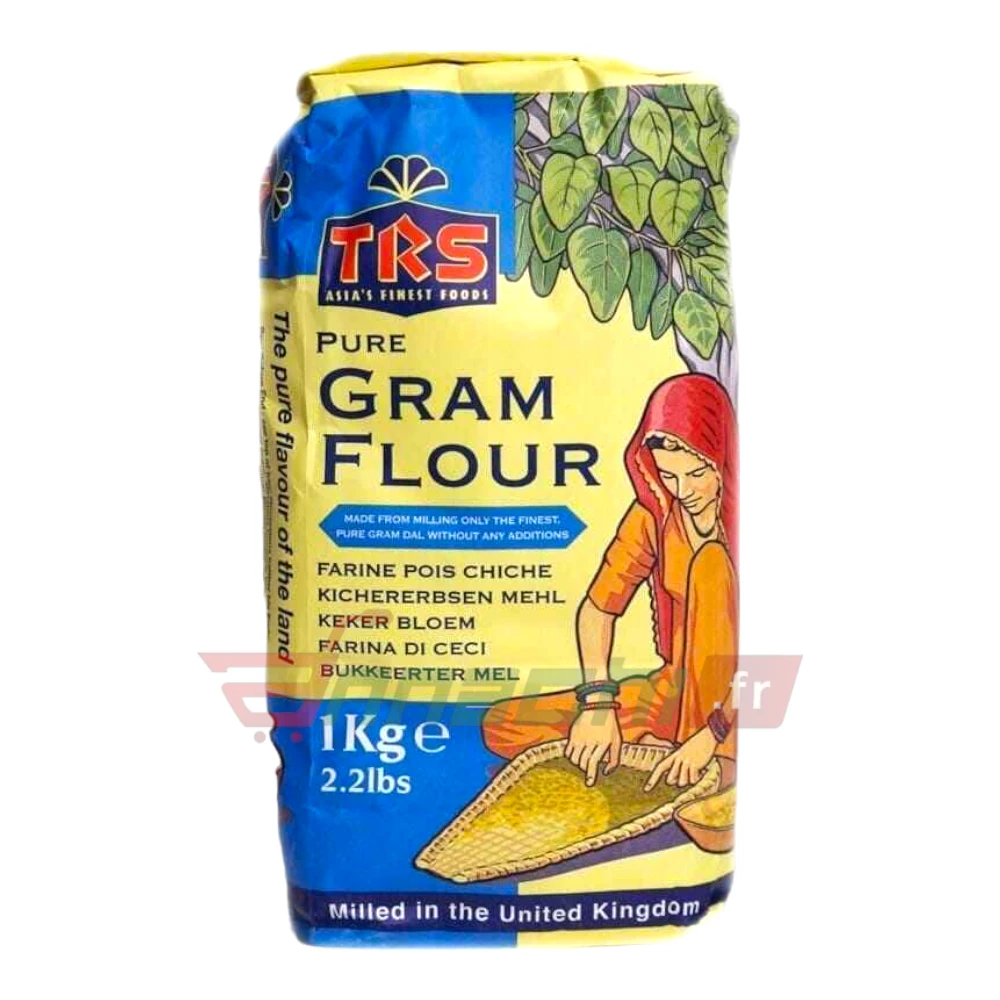 TRS
ASIA'S FINEST FOODS
PURE
GRAM
FLOUR
MADE FROM MILLING ONLY THE FINEST,
PURE GRAM DAL WITHOUT ANY ADDITIONS
FARINE POIS CHICHE
KICHERERBSEN MEHL
KEKER BLOEM
FARINA DI CECI
BUKKEERTER MEL
1Kg e
2.2lbs
Milled in the United Kingdom
The pure flavour of the land
.fr